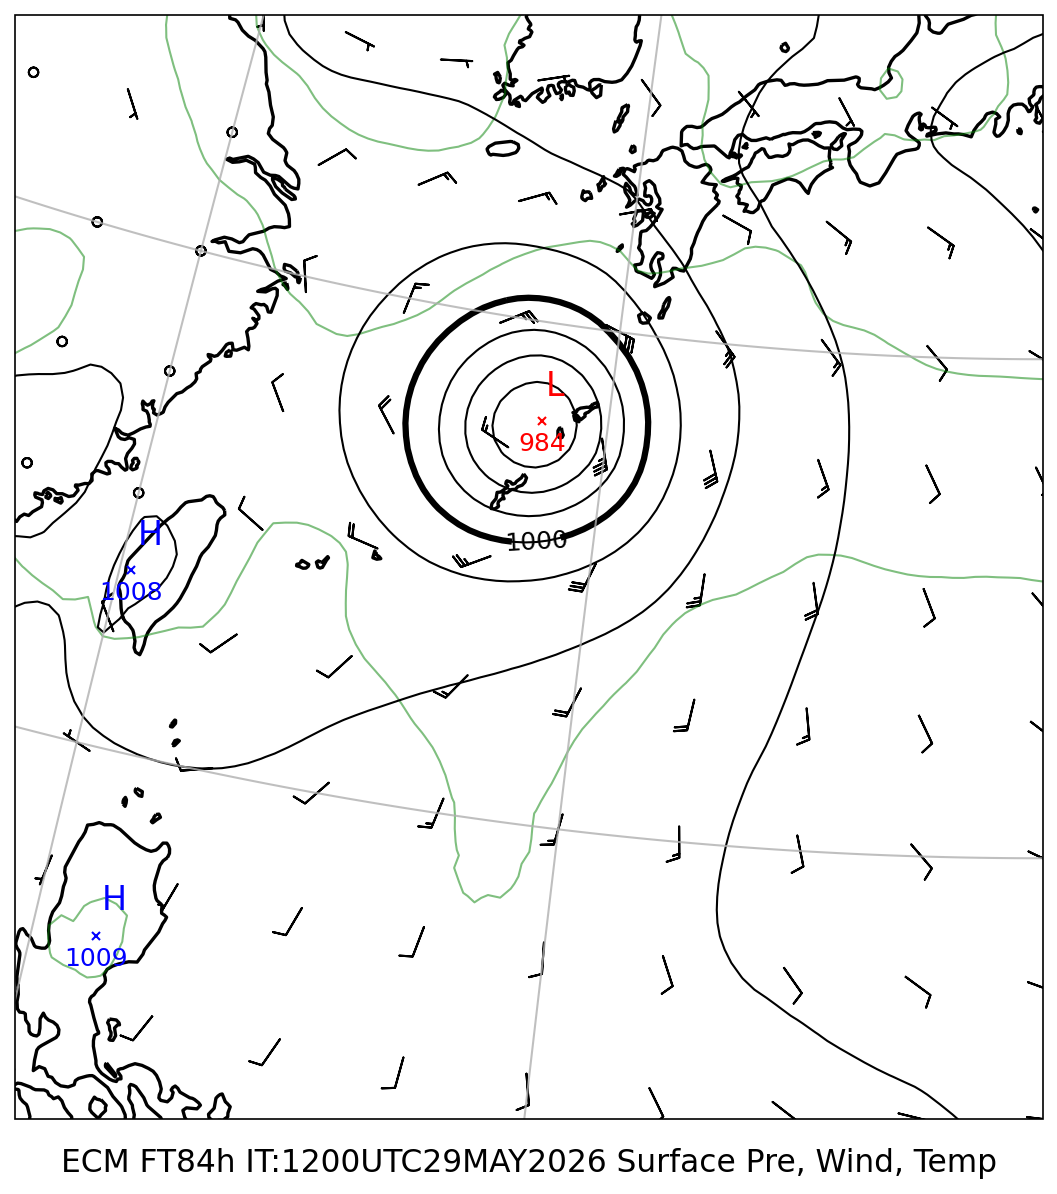 L
984
1000
H
1008
H
1009
ECM FT84h IT:1200UTC29MAY2026 Surface Pre, Wind, Temp